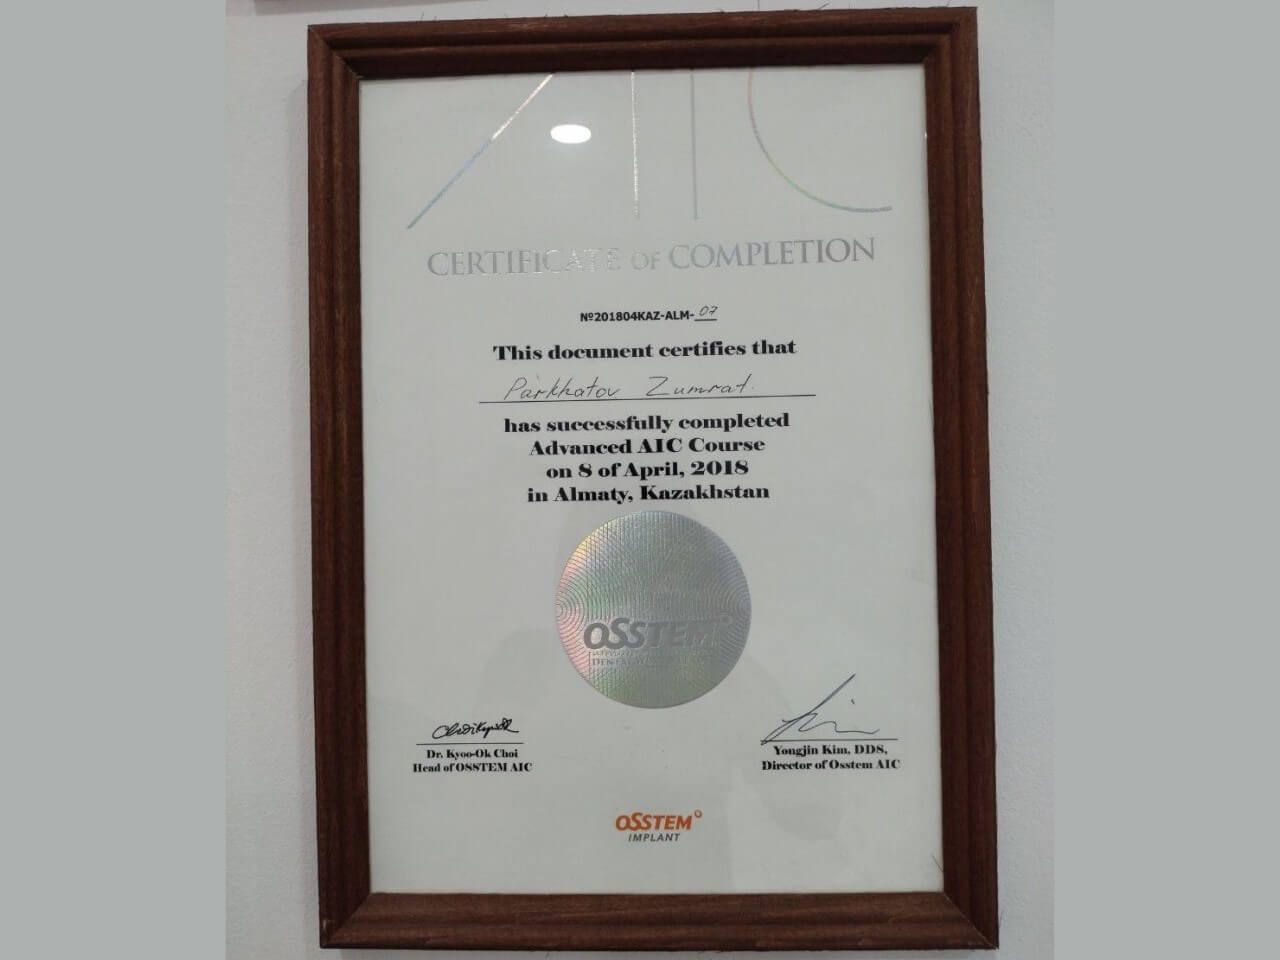 AIC
CERTIFICATE OF COMPLETION
№201804KAZ-ALM-07
This document certifies that
Parkhatov Zumrat.
has successfully completed
Advanced AIC Course
on 8 of April, 2018
in Almaty, Kazakhstan
OSSTEM
Dr. Kyoo-Ok Choi
Head of OSSTEM AIC
Yongjin Kim, DDS,
Director of Osstem AIC
OSSTEM
IMPLANT